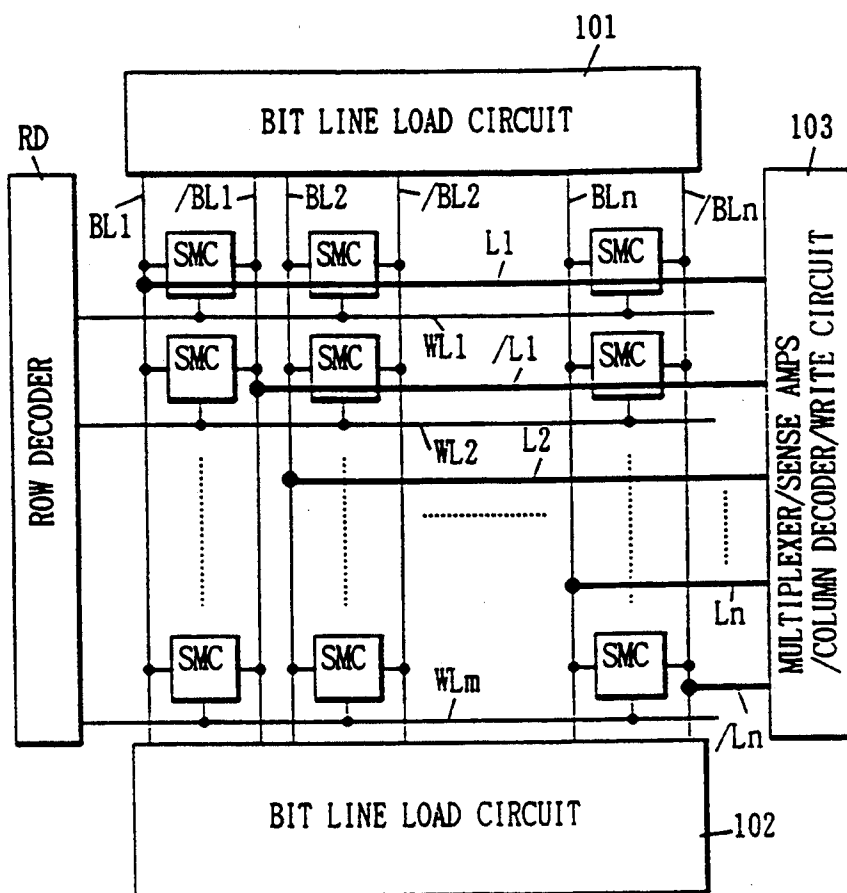 101
BIT LINE LOAD CIRCUIT
RD
103
BL1
/BL1
BL2
/BL2
BLn
/BLn
SMC
SMC
SMC
L1
WL1
SMC
SMC
SMC
/L1
WL2
L2
ROW DECODER
MULTIPLEXER/SENSE AMPS
/COLUMN DECODER/WRITE CIRCUIT
Ln
SMC
SMC
SMC
WLm
/Ln
BIT LINE LOAD CIRCUIT
102